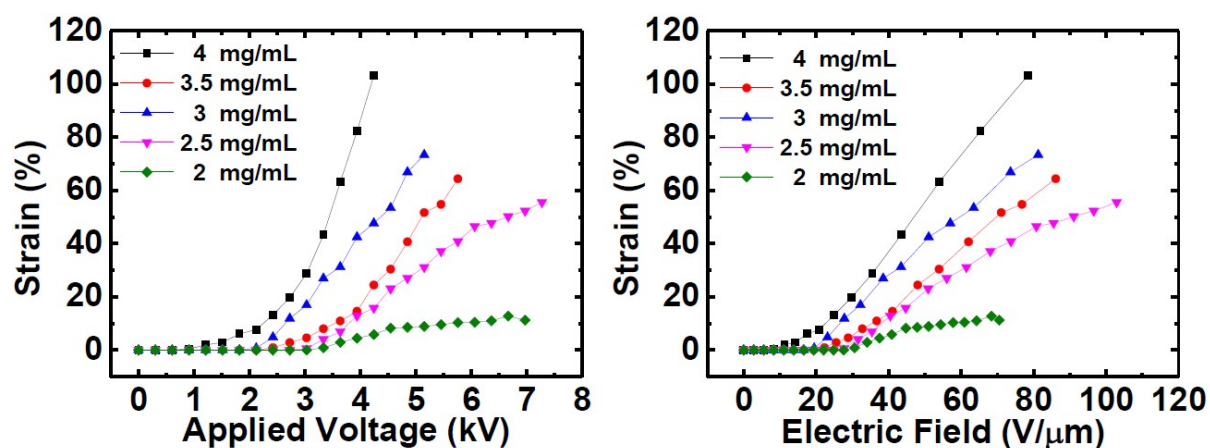 120
100
80
60
40
20
0
Strain (%)
4 mg/mL
3.5 mg/mL
3 mg/mL
2.5 mg/mL
2 mg/mL
0 1 2 3 4 5 6 7 8
Applied Voltage (kV)
120
100
80
60
40
20
0
Strain (%)
4 mg/mL
3.5 mg/mL
3 mg/mL
2.5 mg/mL
2 mg/mL
0 20 40 60 80 100 120
Electric Field (V/μm)